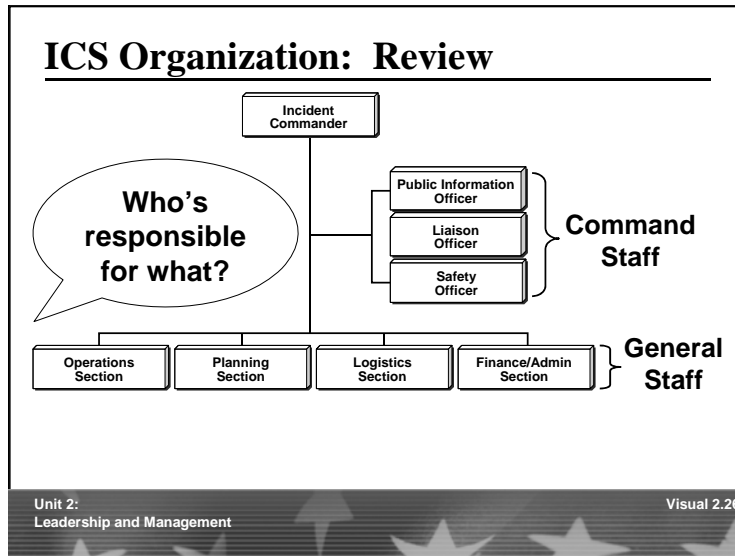 ICS Organization: Review
Incident
Commander
Who's
responsible
for what?
Public Information
Officer
Liaison
Officer
Safety
Officer
Command
Staff
Operations
Section
Planning
Section
Logistics
Section
Finance/Admin
Section
General
Staff
Unit 2:
Leadership and Management
Visual 2.26